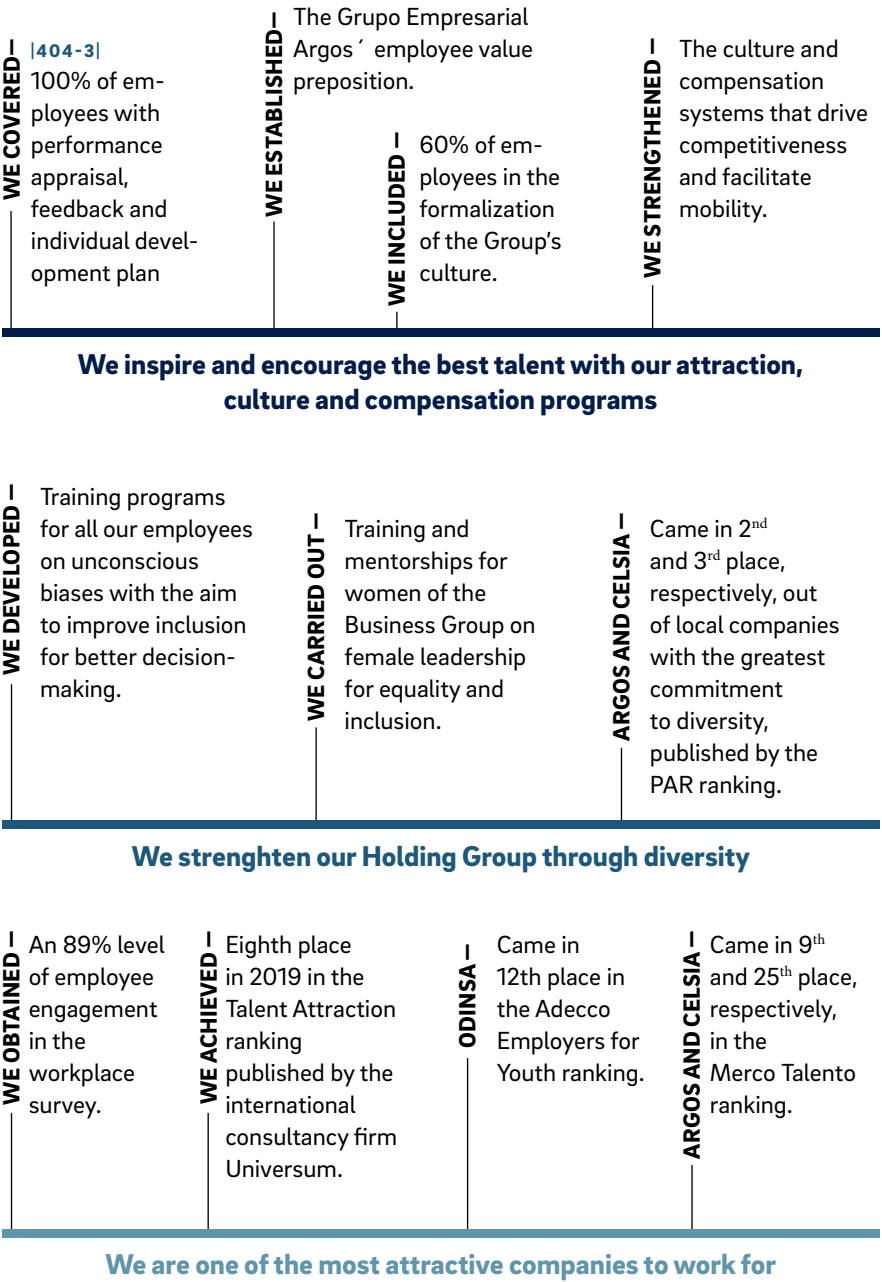 WE COVERED—
|404-3|
100% of em-
ployees with
performance
appraisal,
feedback and
individual devel-
opment plan
WE ESTABLISHED—
The Grupo Empresarial
Argos´ employee value
preposition.
WE INCLUDED —
60% of em-
ployees in the
formalization
of the Group’s
culture.
WE STRENGTHENED —
The culture and
compensation
systems that drive
competitiveness
and facilitate
mobility.
We inspire and encourage the best talent with our attraction,
culture and compensation programs
WE DEVELOPED —
Training programs
for all our employees
on unconscious
biases with the aim
to improve inclusion
for better decision-
making.
WE CARRIED OUT —
Training and
mentorships for
women of the
Business Group on
female leadership
for equality and
inclusion.
ARGOS AND CELSIA —
Came in 2nd
and 3rd place,
respectively, out
of local companies
with the greatest
commitment
to diversity,
published by the
PAR ranking.
We strenghten our Holding Group through diversity
WE OBTAINED —
An 89% level
of employee
engagement
in the
workplace
survey.
WE ACHIEVED —
Eighth place
in 2019 in the
Talent Attraction
ranking
published by the
international
consultancy firm
Universum.
ODINSA —
Came in
12th place in
the Adecco
Employers for
Youth ranking.
ARGOS AND CELSIA —
Came in 9th
and 25th place,
respectively,
in the
Merco Talento
ranking.
We are one of the most attractive companies to work for